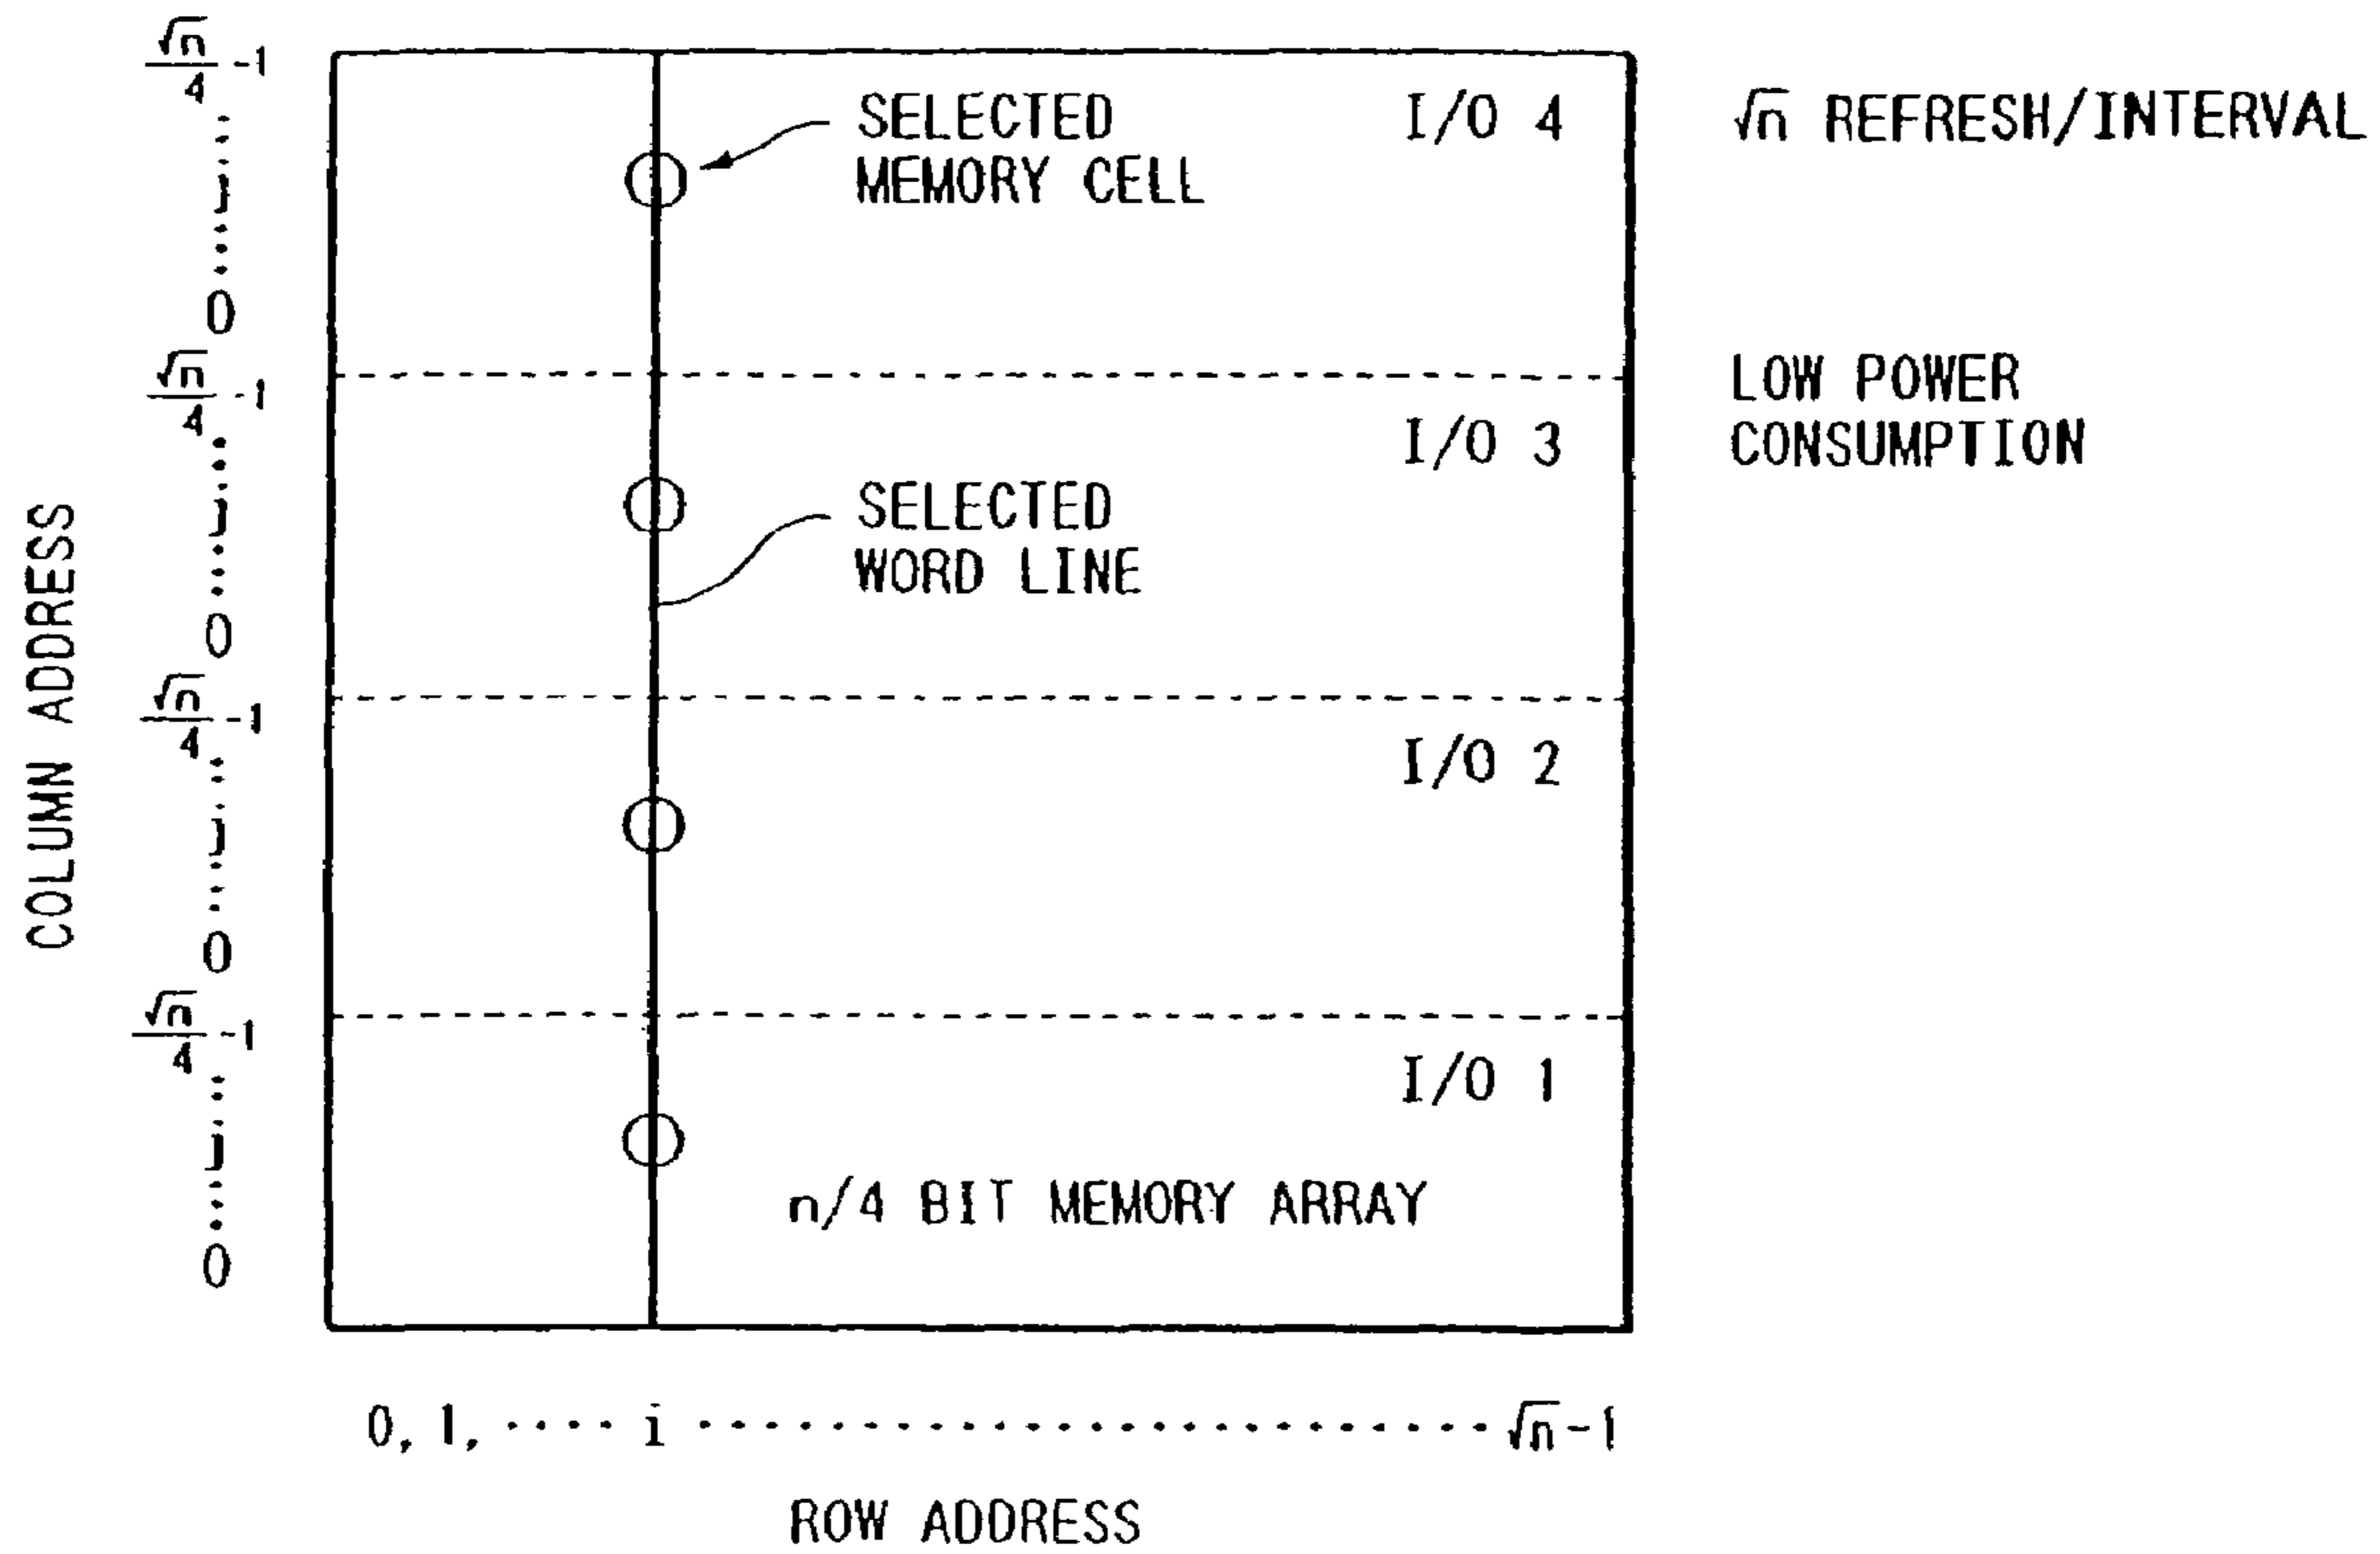 √n/4 -1
SELECTED
MEMORY CELL
I/O 4
√n REFRESH/INTERVAL
j
0
√n/4 -1
I/O 3
LOW POWER
CONSUMPTION
SELECTED
WORD LINE
j
0
COLUMN ADDRESS
√n/4 -1
I/O 2
j
0
√n/4 -1
I/O 1
j
n/4 BIT MEMORY ARRAY
0
0, 1, ···· i ························ √n-1
ROW ADDRESS